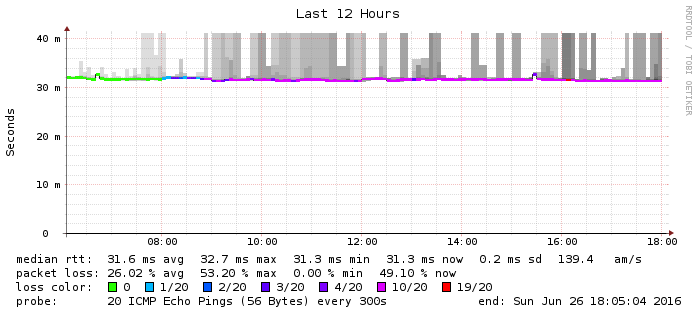 Last 12 Hours
RRDTOOL / TOBI OETIKER
Seconds
40 m
30 m
20 m
10 m
0
08:00 10:00 12:00 14:00 16:00 18:00
median rtt: 31.6 ms avg 32.7 ms max 31.3 ms min 31.3 ms now 0.2 ms sd 139.4 am/s
packet loss: 26.02 % avg 53.20 % max 0.00 % min 49.10 % now
loss color: 0 1/20 2/20 3/20 4/20 10/20 19/20
probe: 20 ICMP Echo Pings (56 Bytes) every 300s end: Sun Jun 26 18:05:04 2016